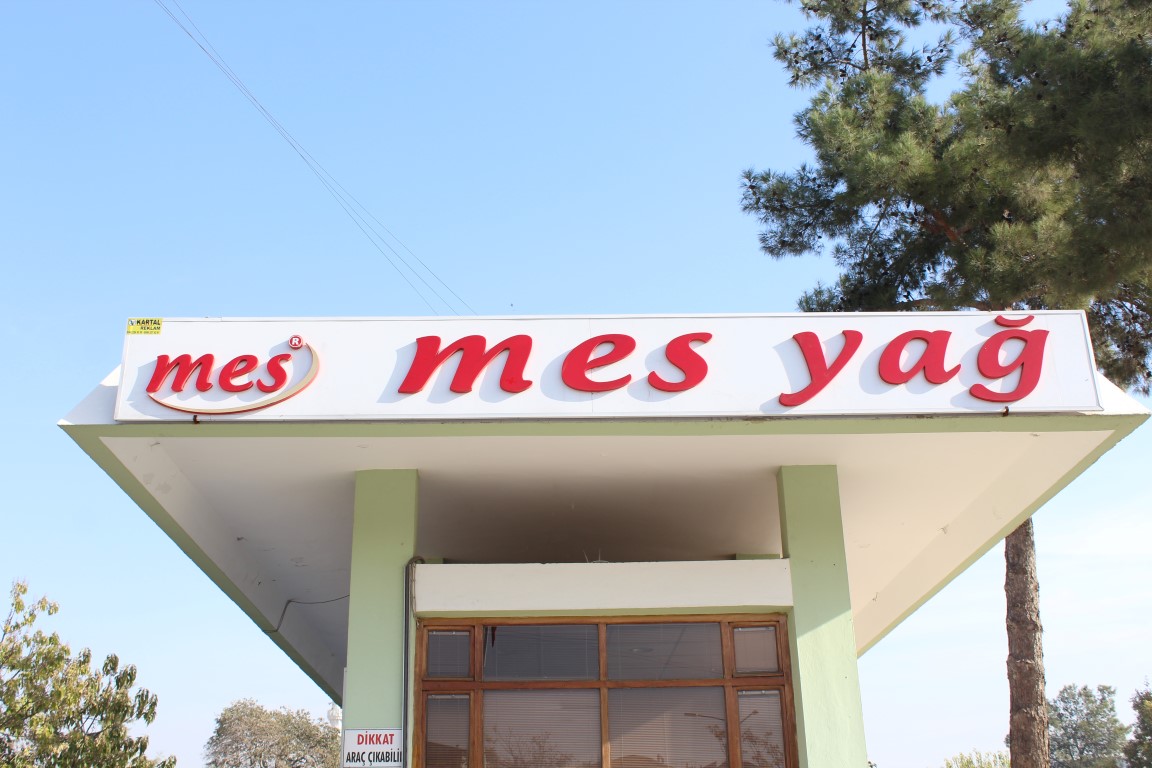 KARTAL
REKLAM
mes®
mes yağ
DİKKAT
ARAÇ ÇIKABİLİ